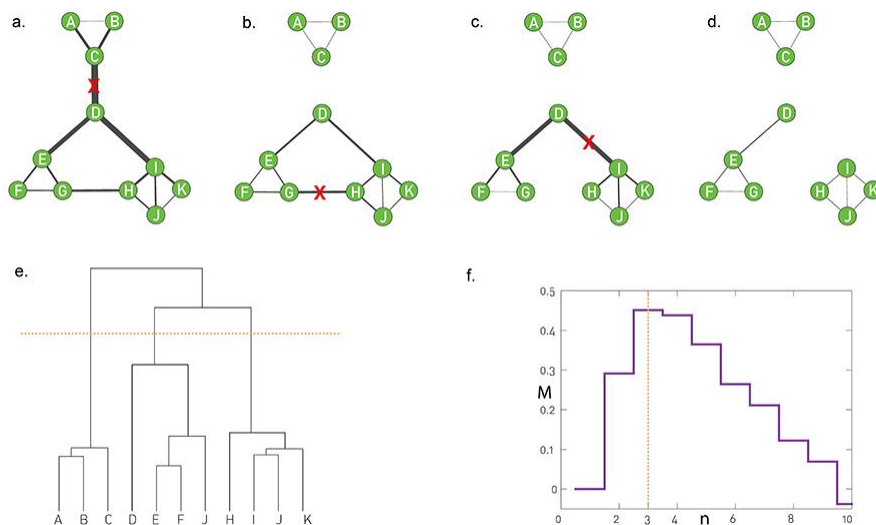 a.
A B
C
X
D
E I
F G H K
J
b.
A B
C
D
E I
F G X H K
J
c.
A B
C
D
X
E I
F G H K
J
d.
A B
C
D
E I
F G H K
J
e.
A B C D E F J H I J K
f.
0.5
0.4
0.3
M
0.2
0.1
0
0 2 3 4 n 6 8 10